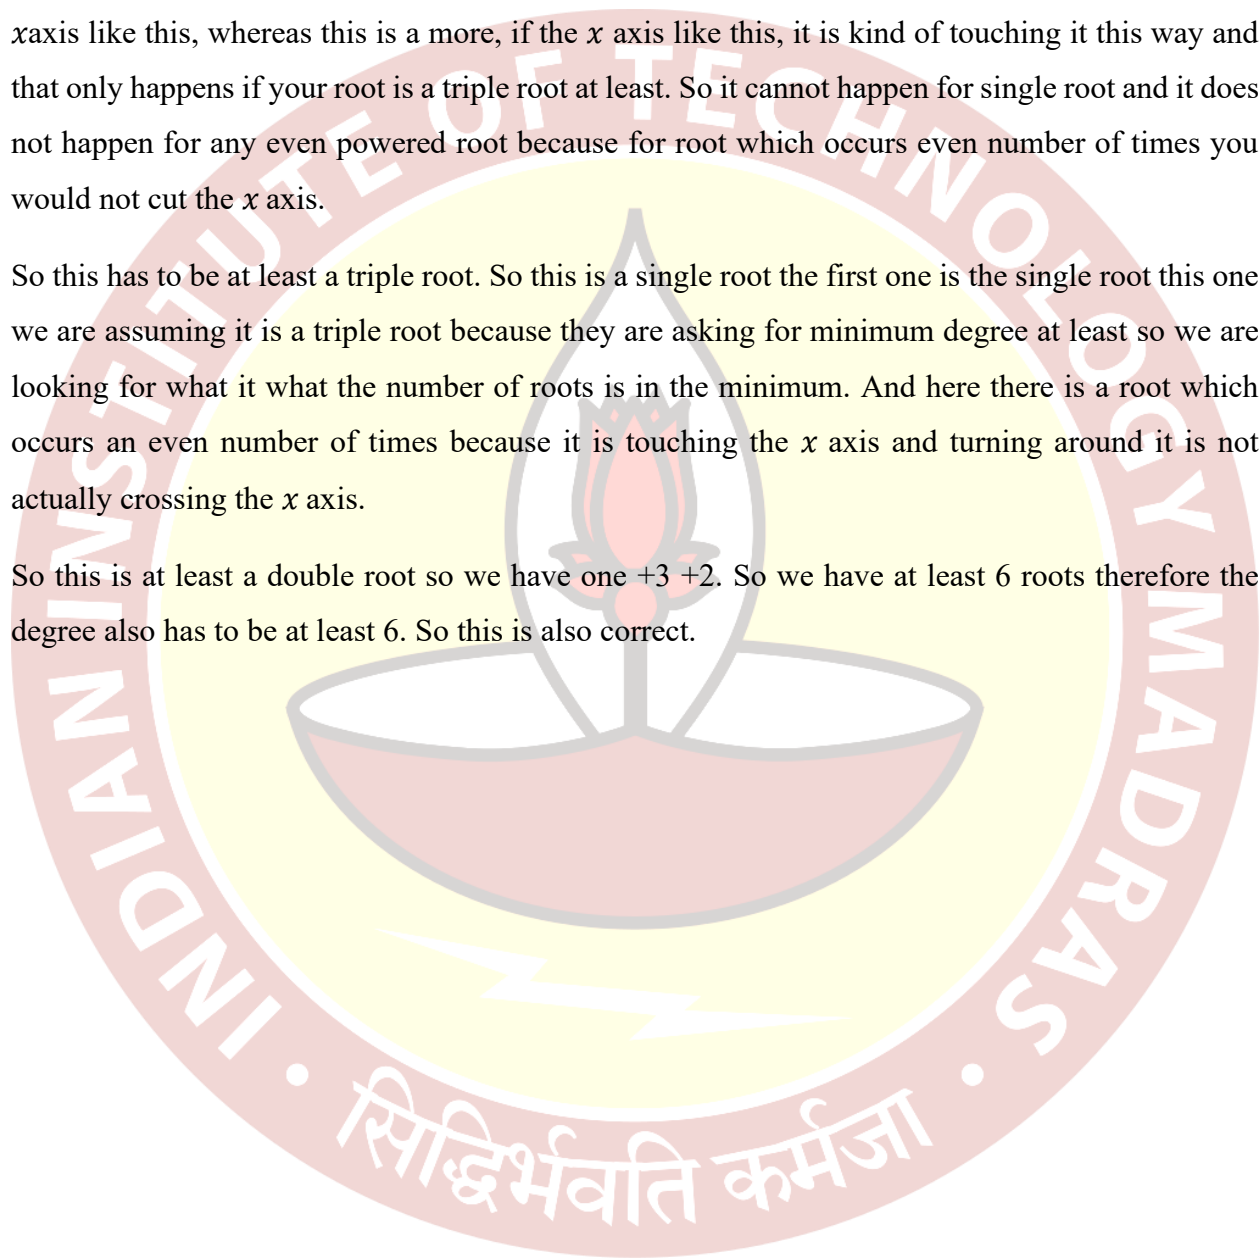 xaxis like this, whereas this is a more, if the x axis like this, it is kind of touching it this way and
that only happens if your root is a triple root at least. So it cannot happen for single root and it does
not happen for any even powered root because for root which occurs even number of times you
would not cut the x axis.
So this has to be at least a triple root. So this is a single root the first one is the single root this one
we are assuming it is a triple root because they are asking for minimum degree at least so we are
looking for what it what the number of roots is in the minimum. And here there is a root which
occurs an even number of times because it is touching the x axis and turning around it is not
actually crossing the x axis.
So this is at least a double root so we have one +3 +2. So we have at least 6 roots therefore the
degree also has to be at least 6. So this is also correct.
INDIAN INSTITUTE OF TECHNOLOGY MADRAS
सिद्धिर्भवति कर्मजा